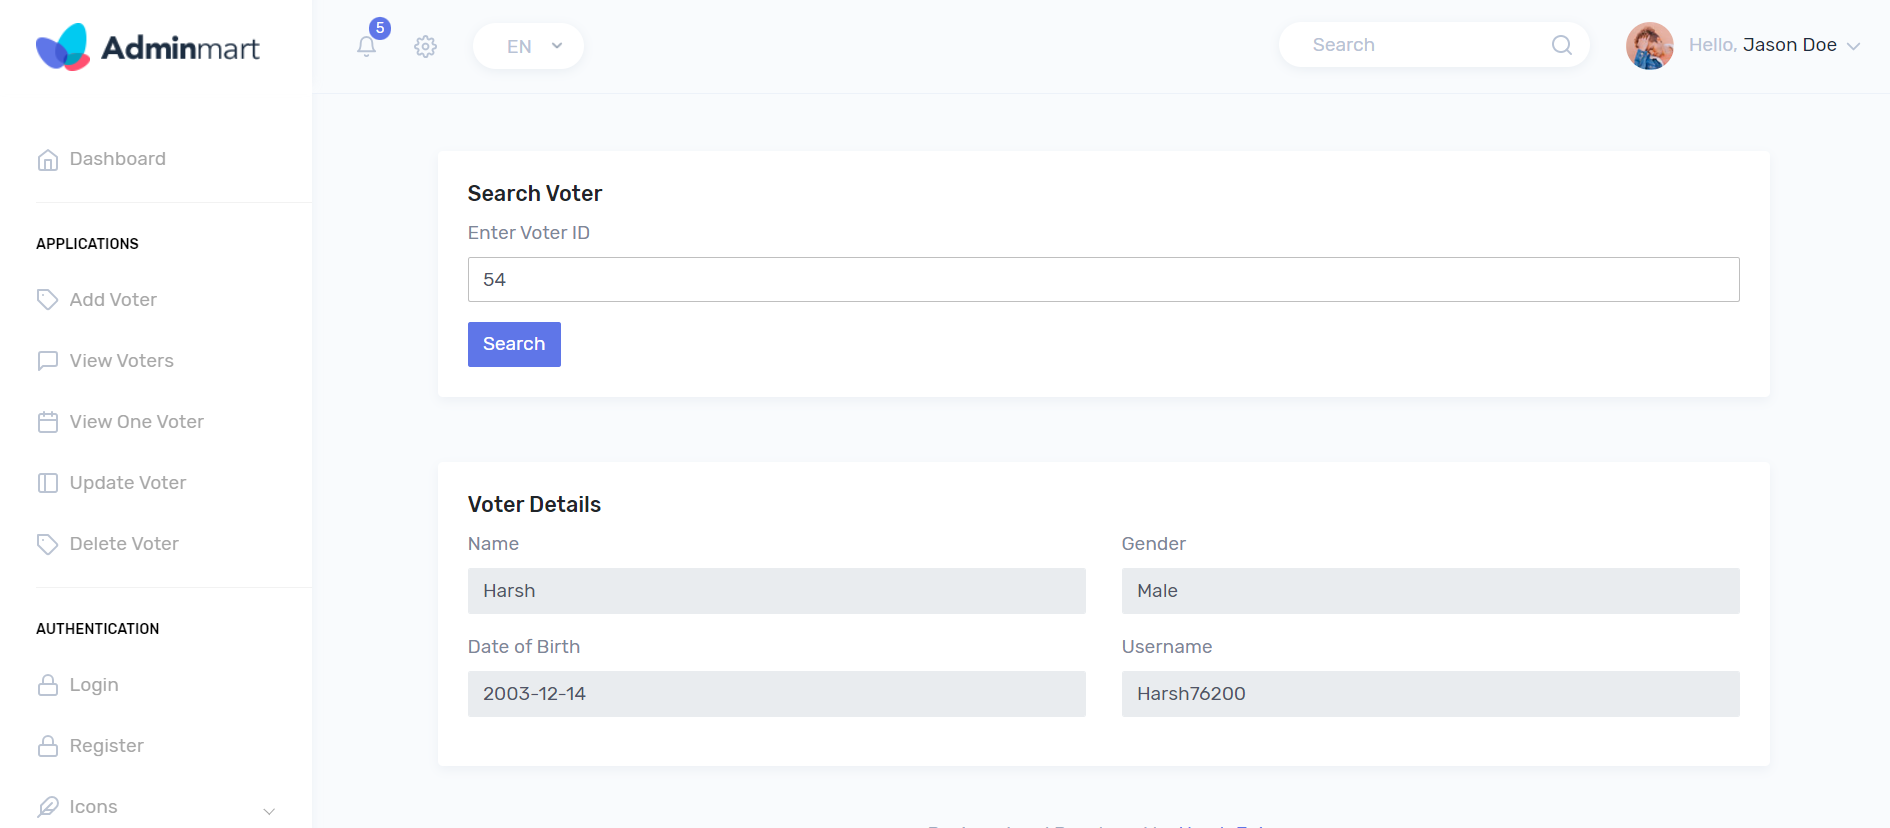 Adminmart
5
EN
Search
Hello, Jason Doe
Dashboard
APPLICATIONS
Add Voter
View Voters
View One Voter
Update Voter
Delete Voter
AUTHENTICATION
Login
Register
Icons
Search Voter
Enter Voter ID
54
Search
Voter Details
Name
Gender
Harsh
Male
Date of Birth
Username
2003-12-14
Harsh76200